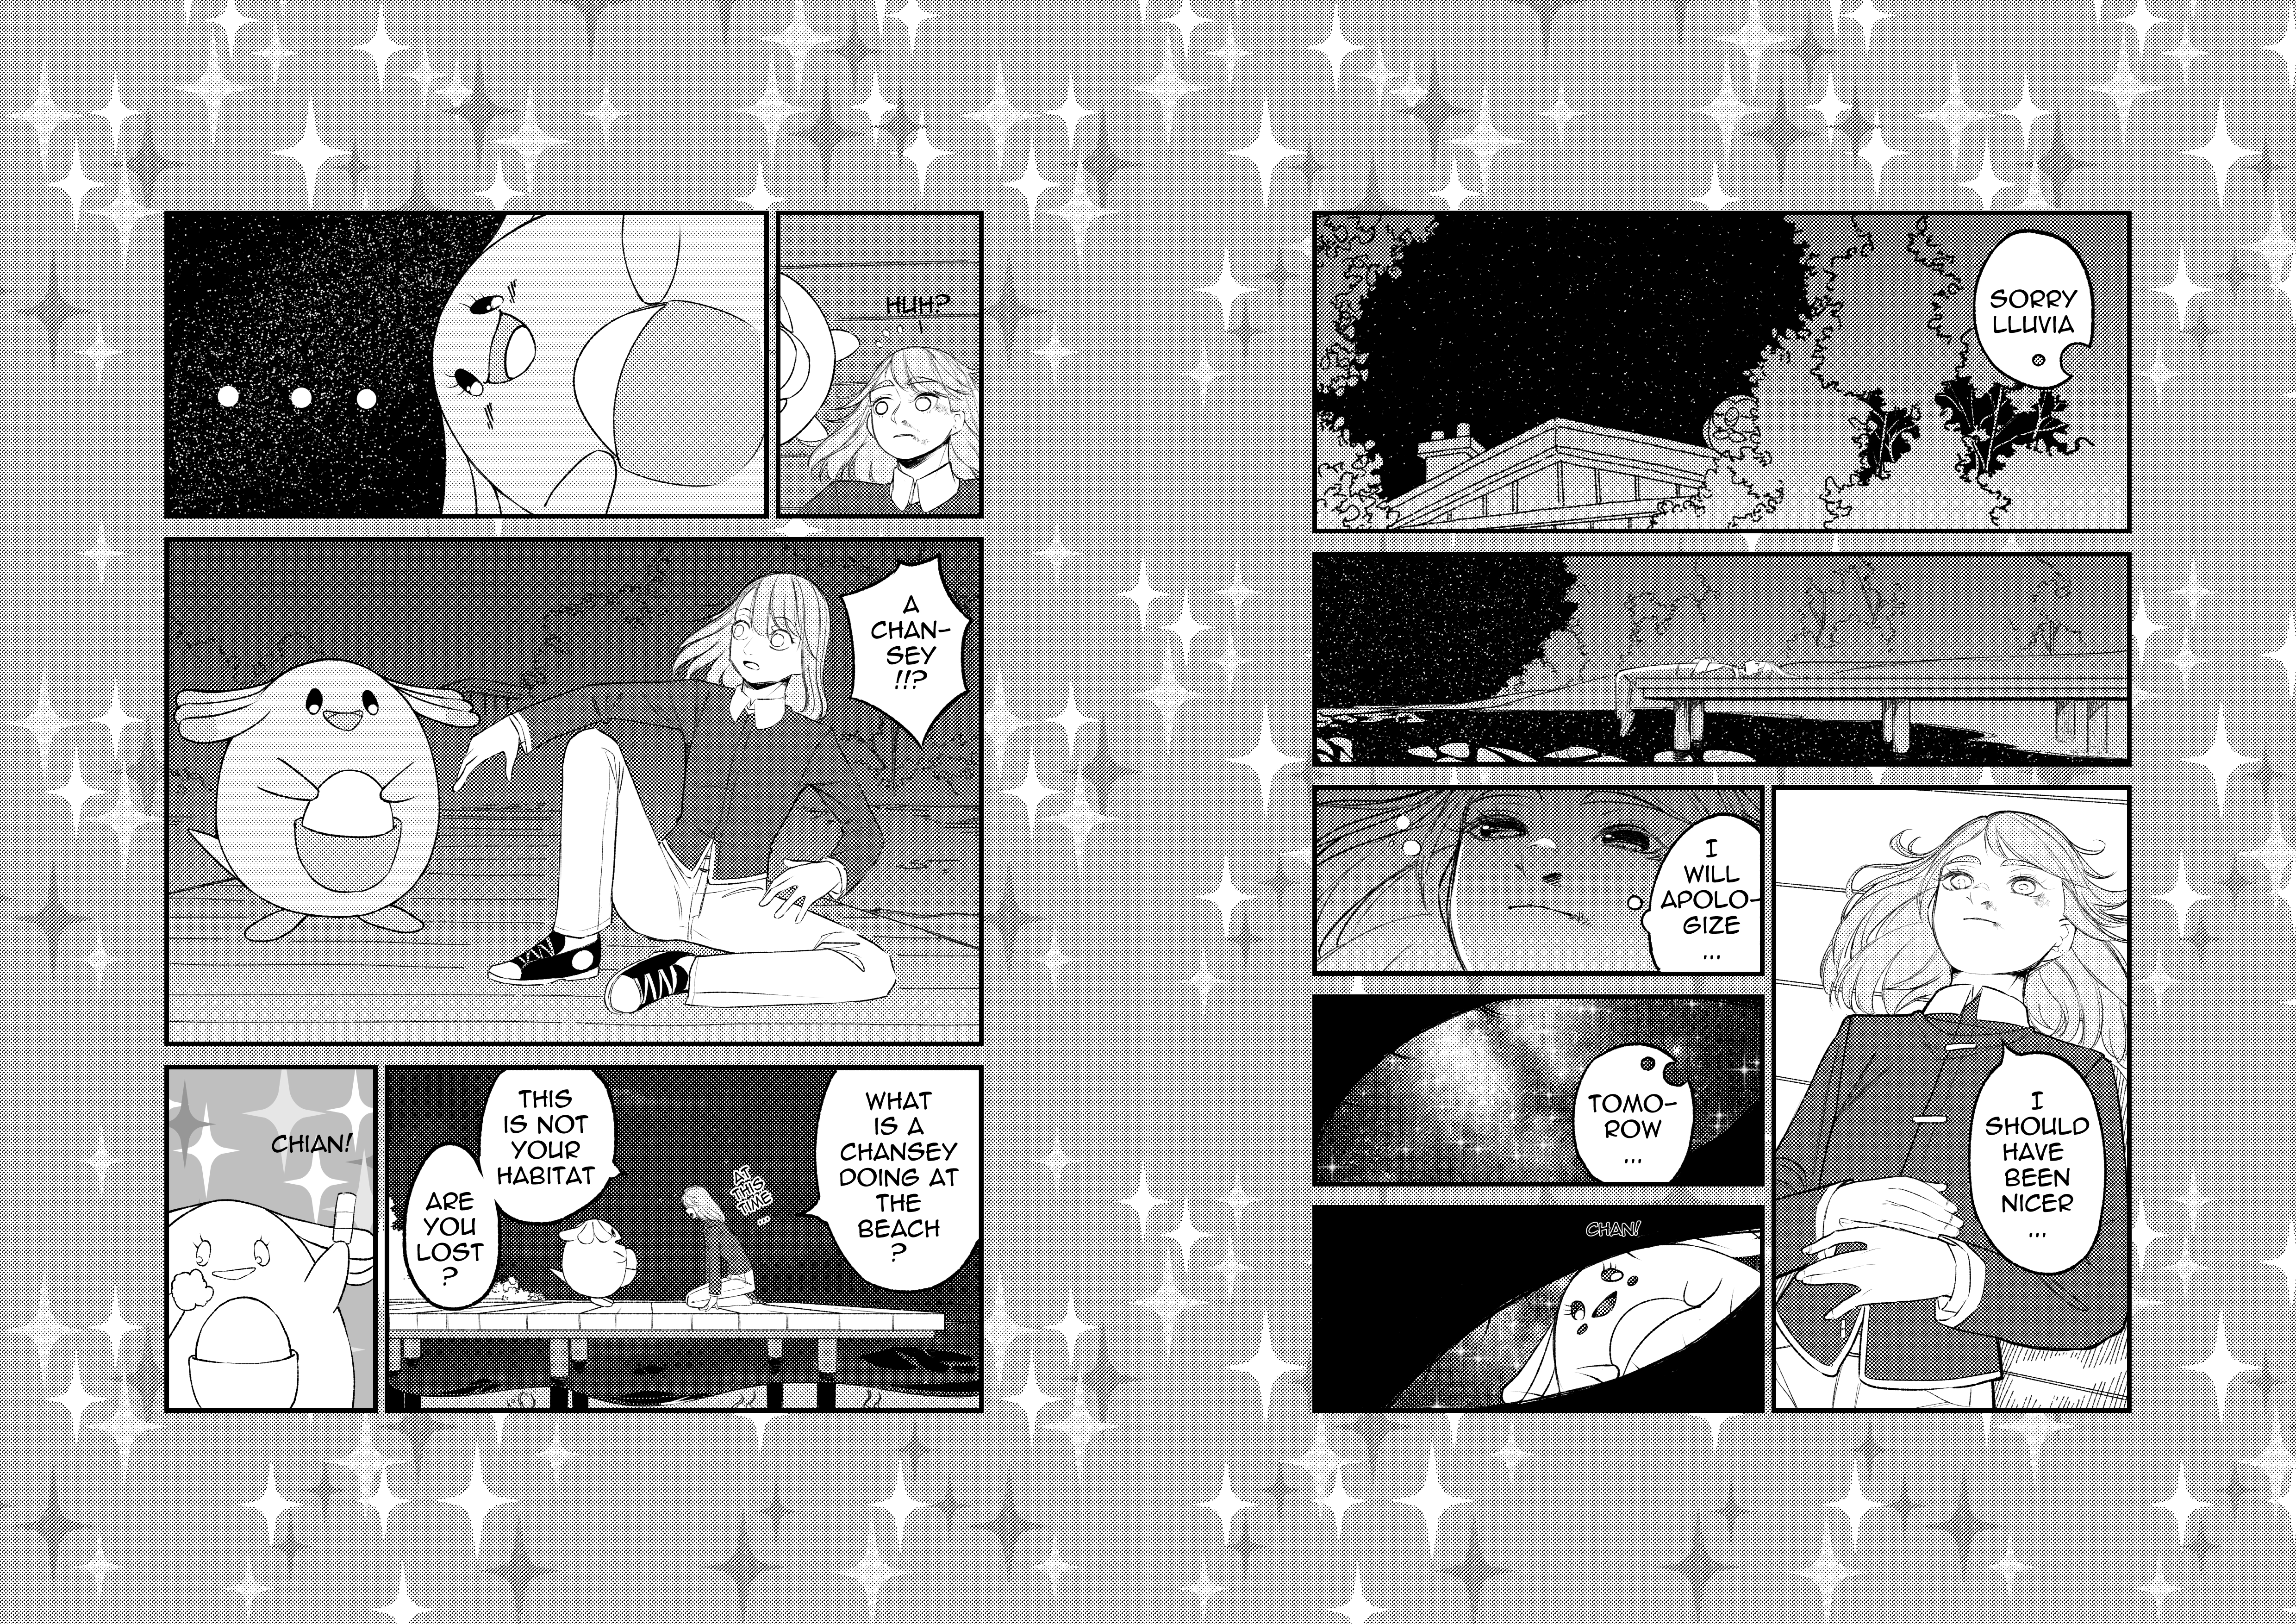 SORRY
LLUVIA
I
SHOULD
HAVE
BEEN
NICER
...
I
WILL
APOLO-
GIZE
...
TOMO-
ROW
...
CHAN!
HUH?
A
CHAN-
SEY
!!?
WHAT
IS A
CHANSEY
DOING AT
THE
BEACH
?
AT
THIS
TIME
...
THIS
IS NOT
YOUR
HABITAT
ARE
YOU
LOST
?
CHIAN!